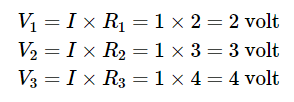 V₁ = I × R₁ = 1 × 2 = 2 volt
V₂ = I × R₂ = 1 × 3 = 3 volt
V₃ = I × R₃ = 1 × 4 = 4 volt